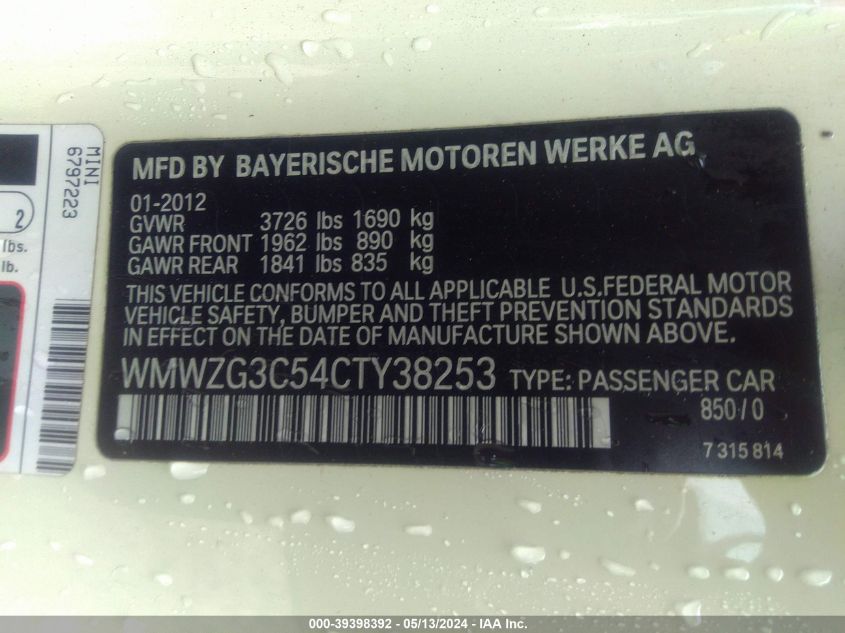 MINI
6797223
2
lbs.
lb.
MFD BY BAYERISCHE MOTOREN WERKE AG
01-2012
GVWR 3726 lbs 1690 kg
GAWR FRONT 1962 lbs 890 kg
GAWR REAR 1841 lbs 835 kg
THIS VEHICLE CONFORMS TO ALL APPLICABLE U.S.FEDERAL MOTOR
VEHICLE SAFETY, BUMPER AND THEFT PREVENTION STANDARDS
IN EFFECT ON THE DATE OF MANUFACTURE SHOWN ABOVE.
WMWZG3C54CTY38253 TYPE: PASSENGER CAR
850/0
7 315 814
000-39398392 - 05/13/2024 - IAA Inc.